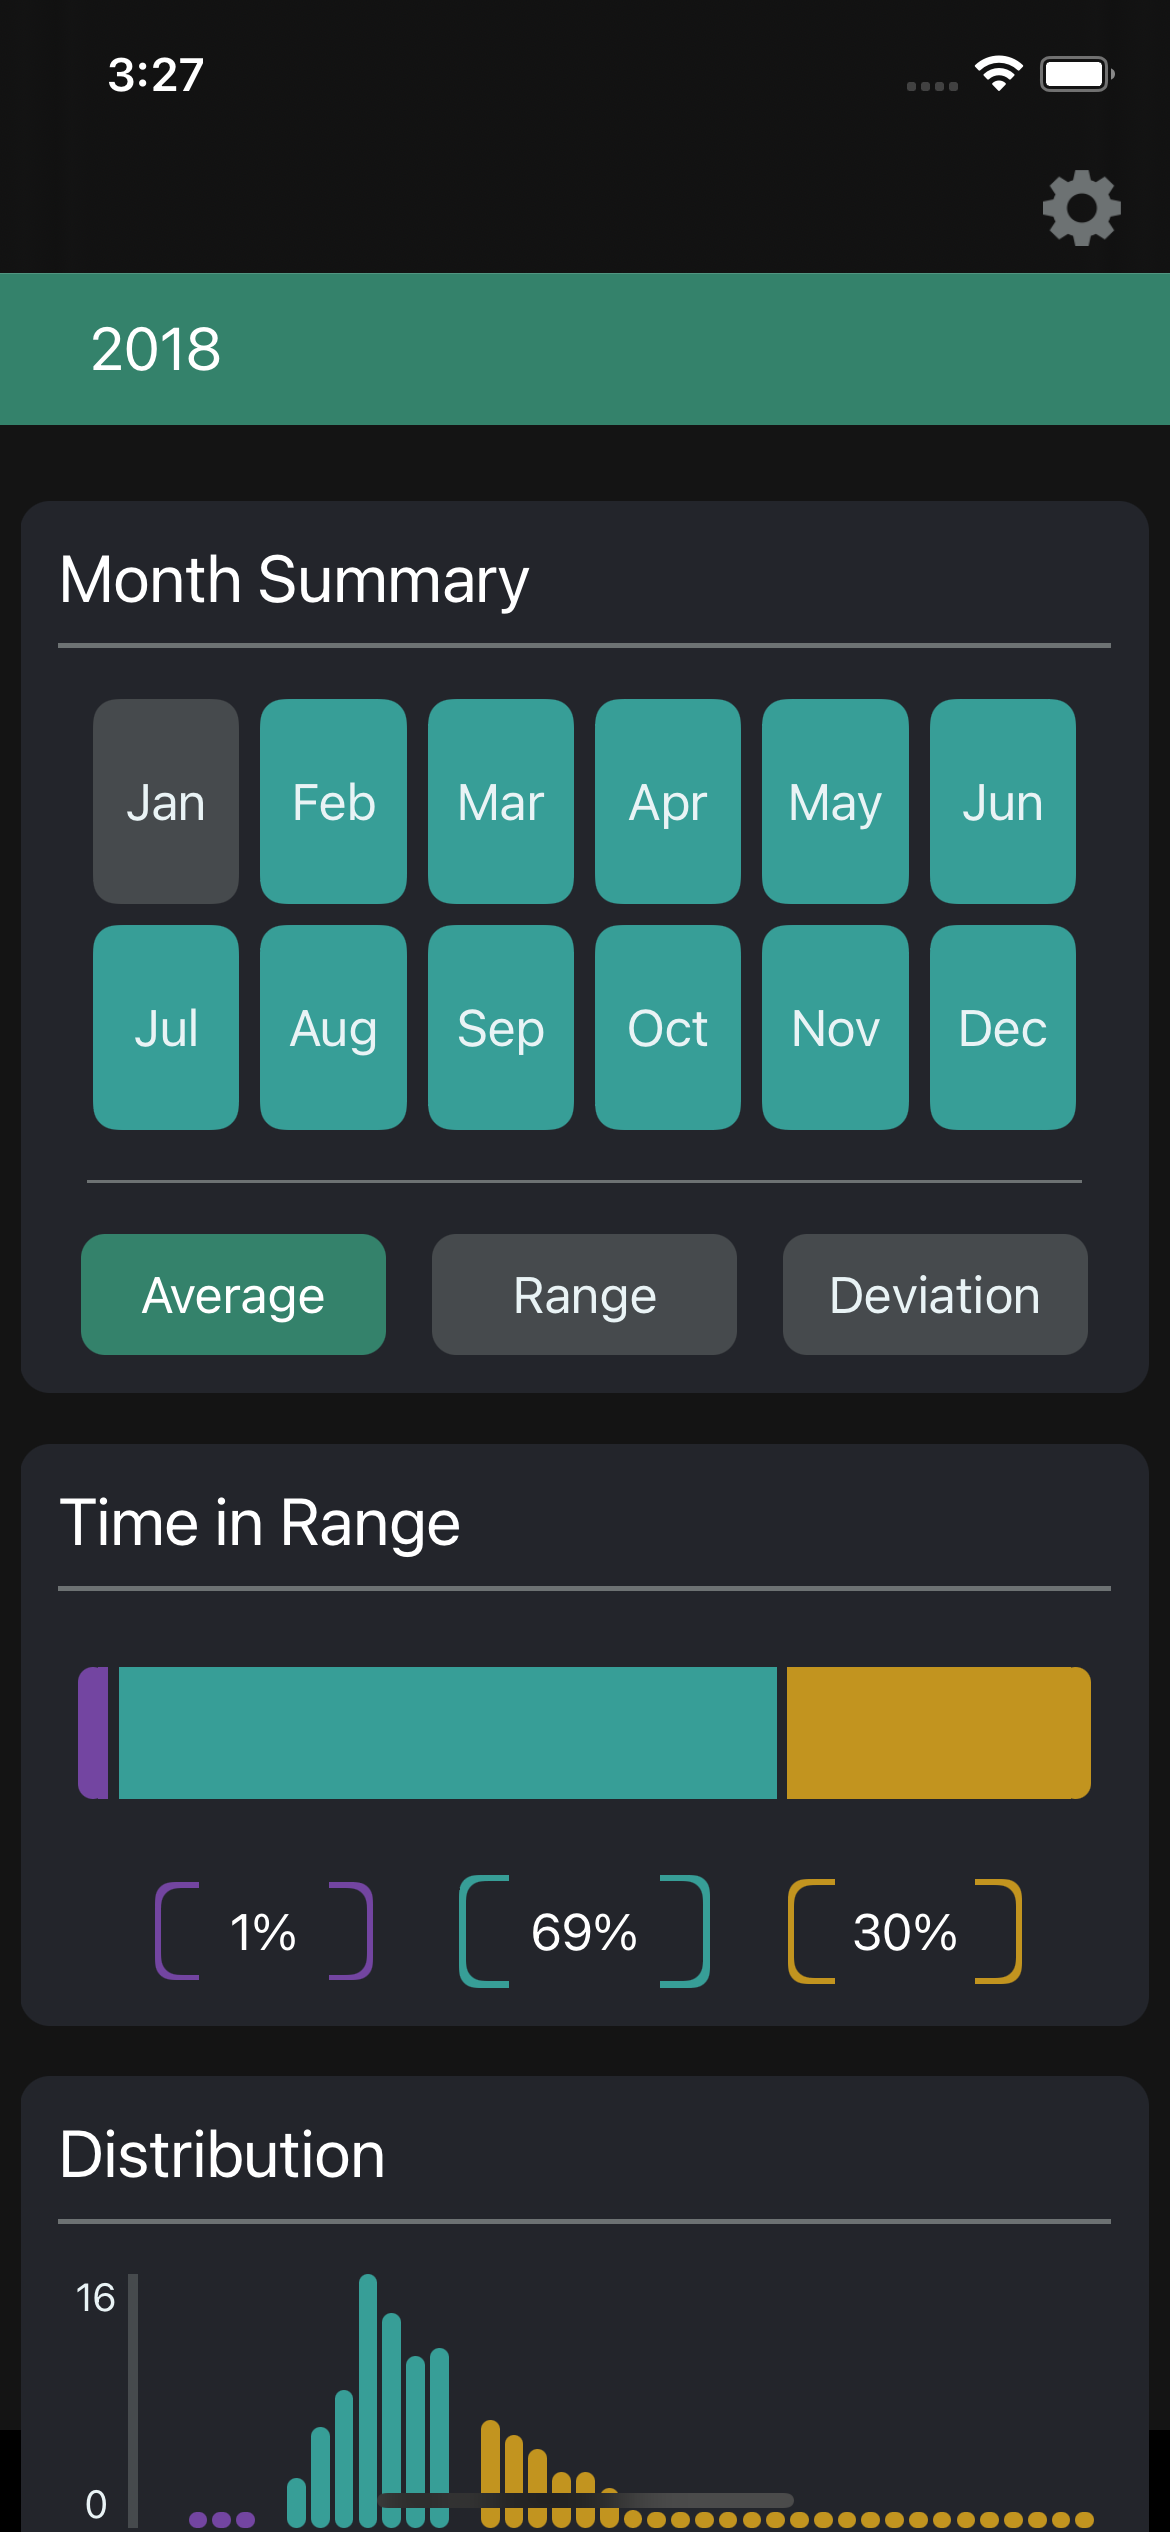 3:27
2018
Month Summary
Jan Feb Mar Apr May Jun
Jul Aug Sep Oct Nov Dec
Average Range Deviation
Time in Range
1% 69% 30%
Distribution
16
0